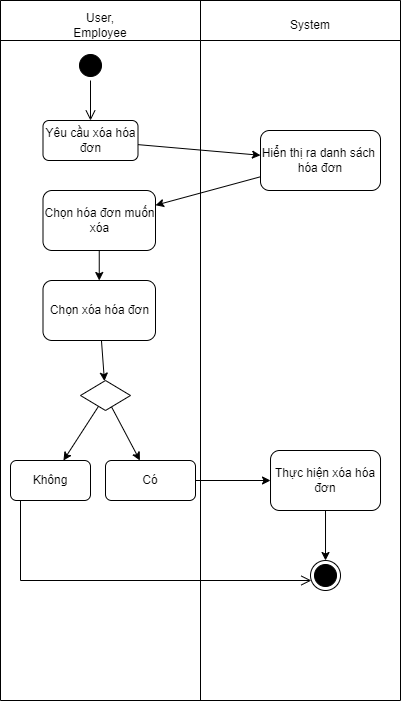 User,
Employee
System
Yêu cầu xóa hóa
đơn
Hiển thị ra danh sách
hóa đơn
Chọn hóa đơn muốn
xóa
Chọn xóa hóa đơn
Không
Có
Thực hiện xóa hóa
đơn